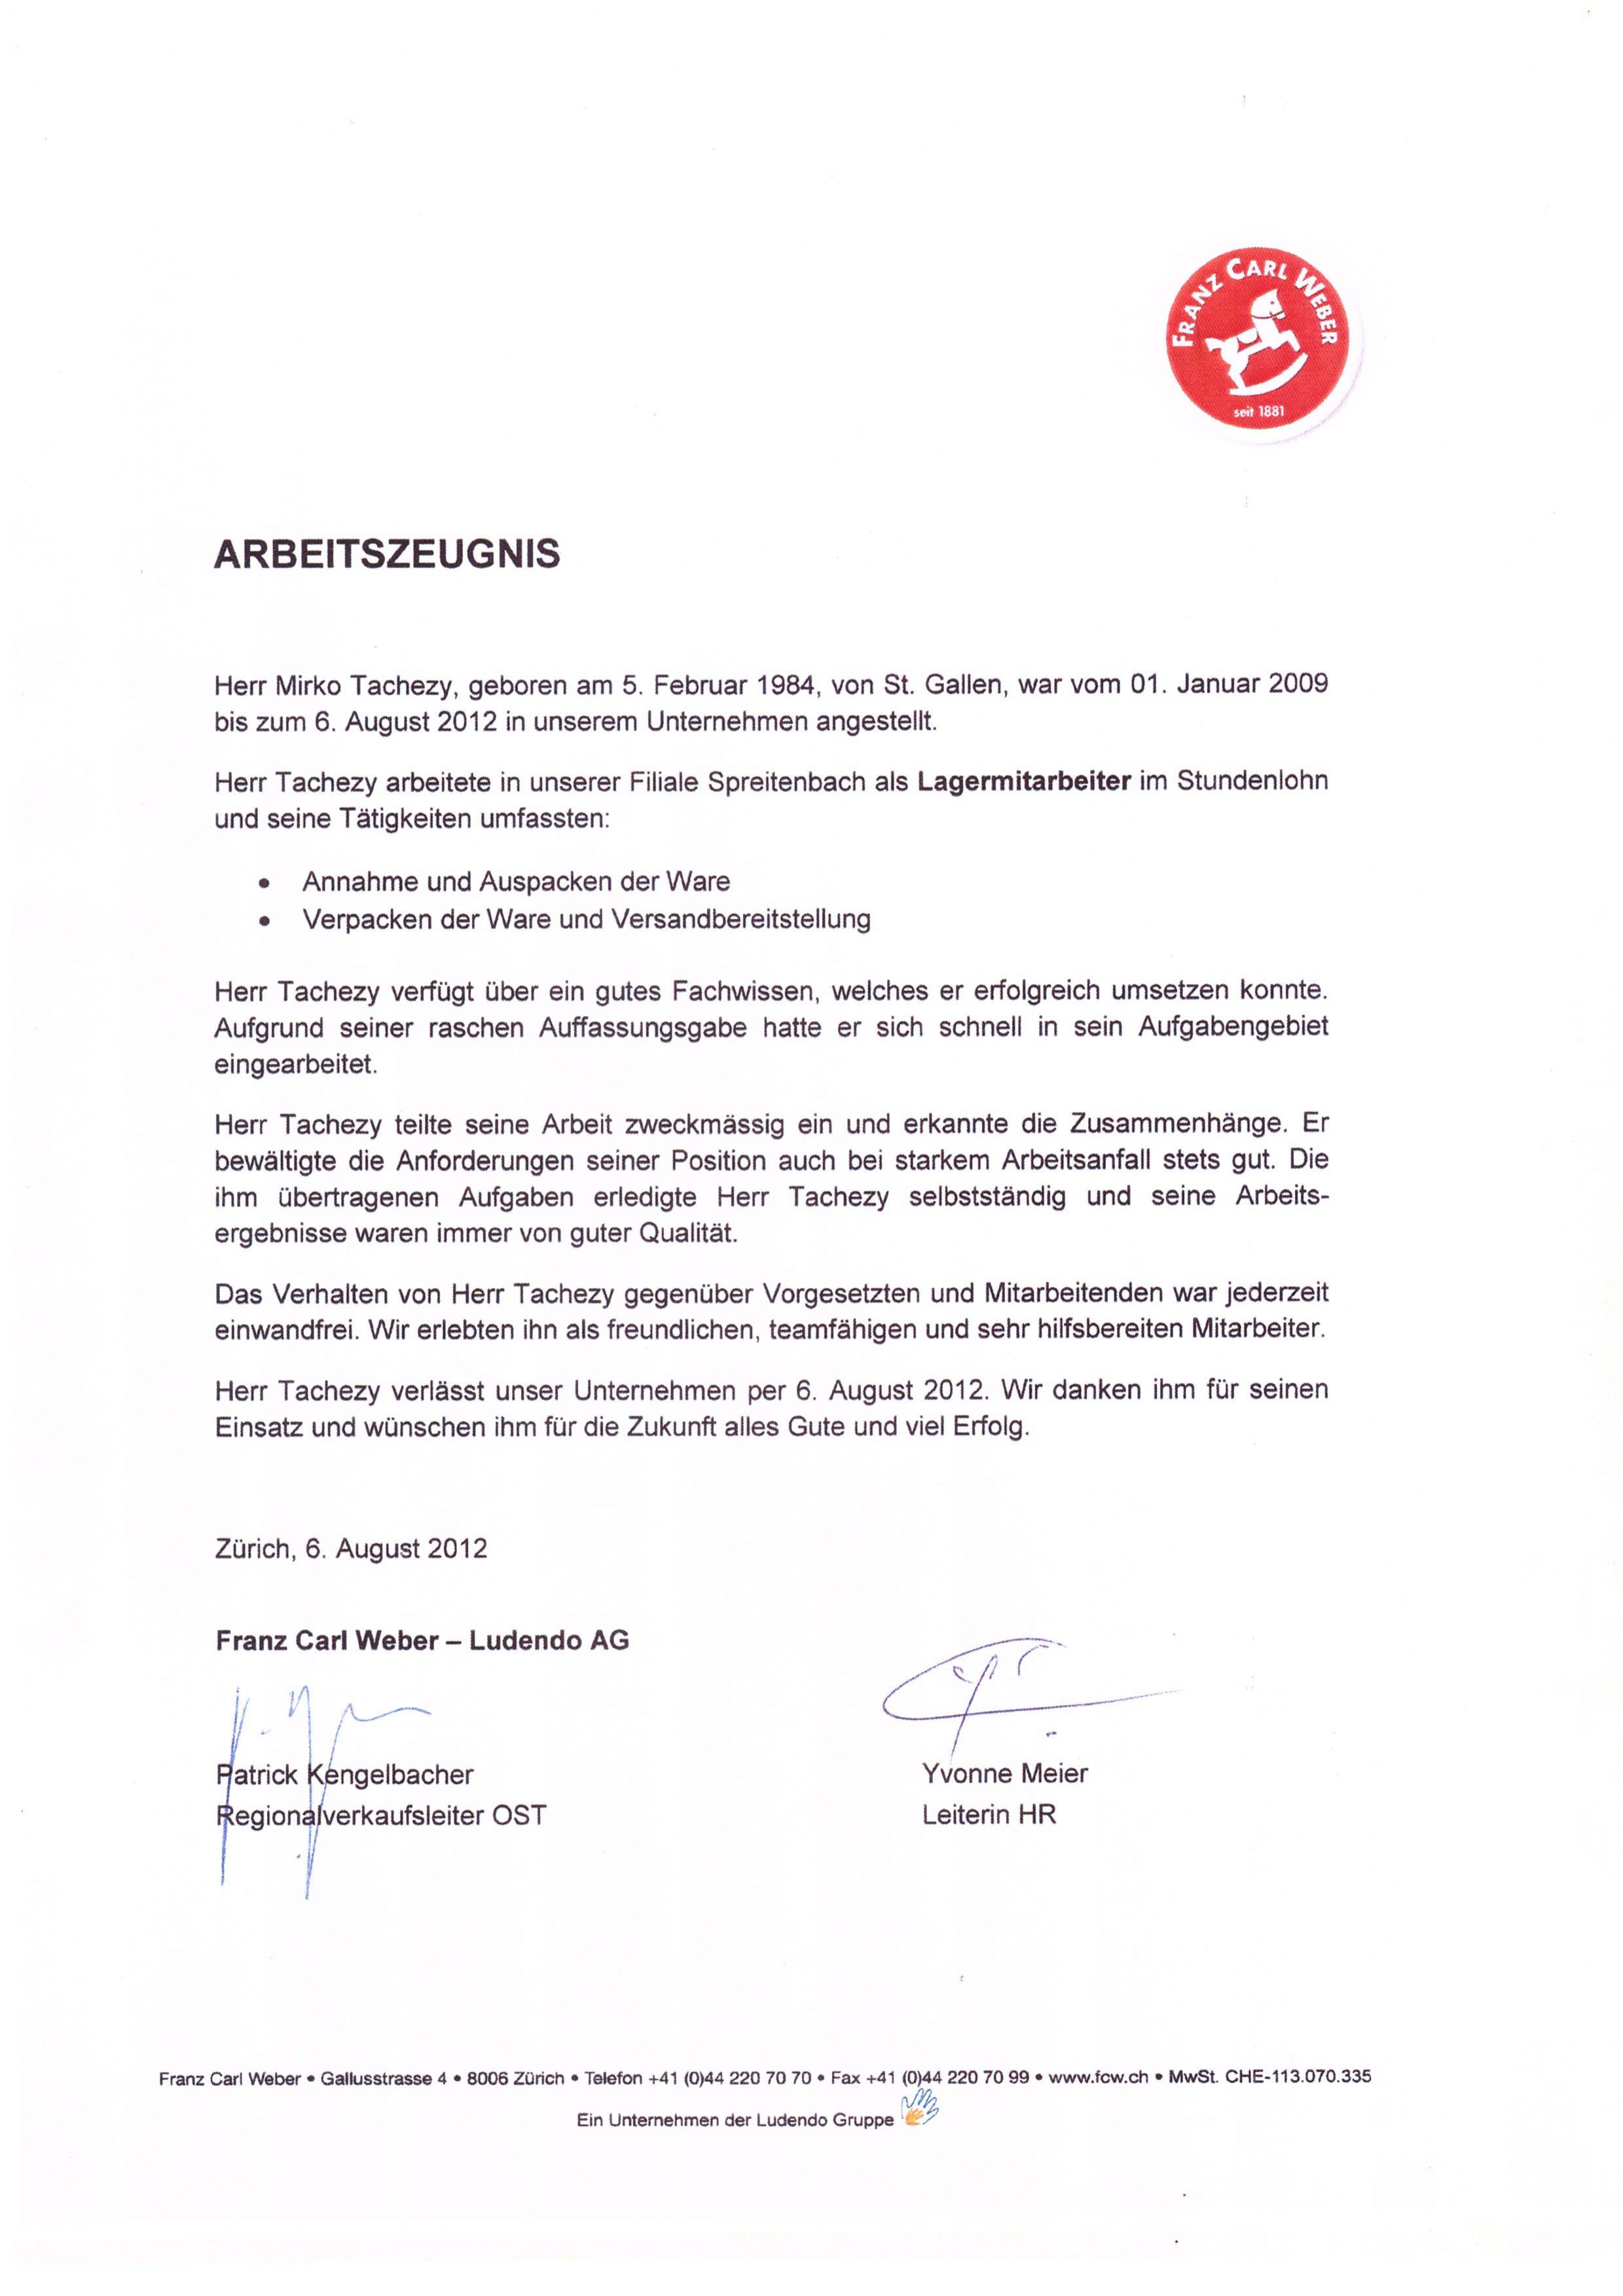 FRANZ CARL WEBER
seit 1881
ARBEITSZEUGNIS
Herr Mirko Tachezy, geboren am 5. Februar 1984, von St. Gallen, war vom 01. Januar 2009
bis zum 6. August 2012 in unserem Unternehmen angestellt.
Herr Tachezy arbeitete in unserer Filiale Spreitenbach als Lagermitarbeiter im Stundenlohn
und seine Tätigkeiten umfassten:
• Annahme und Auspacken der Ware
• Verpacken der Ware und Versandbereitstellung
Herr Tachezy verfügt über ein gutes Fachwissen, welches er erfolgreich umsetzen konnte.
Aufgrund seiner raschen Auffassungsgabe hatte er sich schnell in sein Aufgabengebiet
eingearbeitet.
Herr Tachezy teilte seine Arbeit zweckmässig ein und erkannte die Zusammenhänge. Er
bewältigte die Anforderungen seiner Position auch bei starkem Arbeitsanfall stets gut. Die
ihm übertragenen Aufgaben erledigte Herr Tachezy selbstständig und seine Arbeits-
ergebnisse waren immer von guter Qualität.
Das Verhalten von Herr Tachezy gegenüber Vorgesetzten und Mitarbeitenden war jederzeit
einwandfrei. Wir erlebten ihn als freundlichen, teamfähigen und sehr hilfsbereiten Mitarbeiter.
Herr Tachezy verlässt unser Unternehmen per 6. August 2012. Wir danken ihm für seinen
Einsatz und wünschen ihm für die Zukunft alles Gute und viel Erfolg.
Zürich, 6. August 2012
Franz Carl Weber – Ludendo AG
Patrick Kengelbacher
Regionalverkaufsleiter OST
Yvonne Meier
Leiterin HR
Franz Carl Weber • Gallusstrasse 4 • 8006 Zürich • Telefon +41 (0)44 220 70 70 • Fax +41 (0)44 220 70 99 • www.fcw.ch • MwSt. CHE-113.070.335
Ein Unternehmen der Ludendo Gruppe